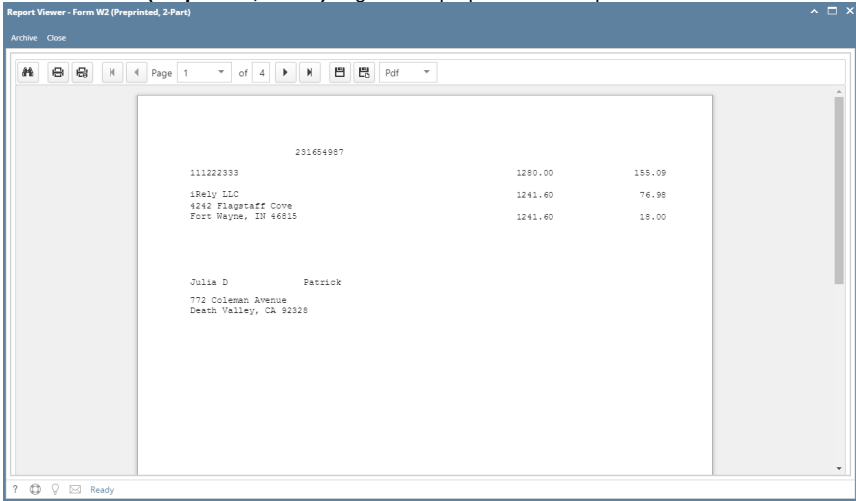 Report Viewer - Form W2 (Preprinted, 2-Part)
Archive Close
Page 1 of 4 Pdf
231654987
111222333 1280.00 155.09
iRely LLC 1241.60 76.98
4242 Flagstaff Cove
Fort Wayne, IN 46815 1241.60 18.00
Julia D Patrick
772 Coleman Avenue
Death Valley, CA 92328
? Ready